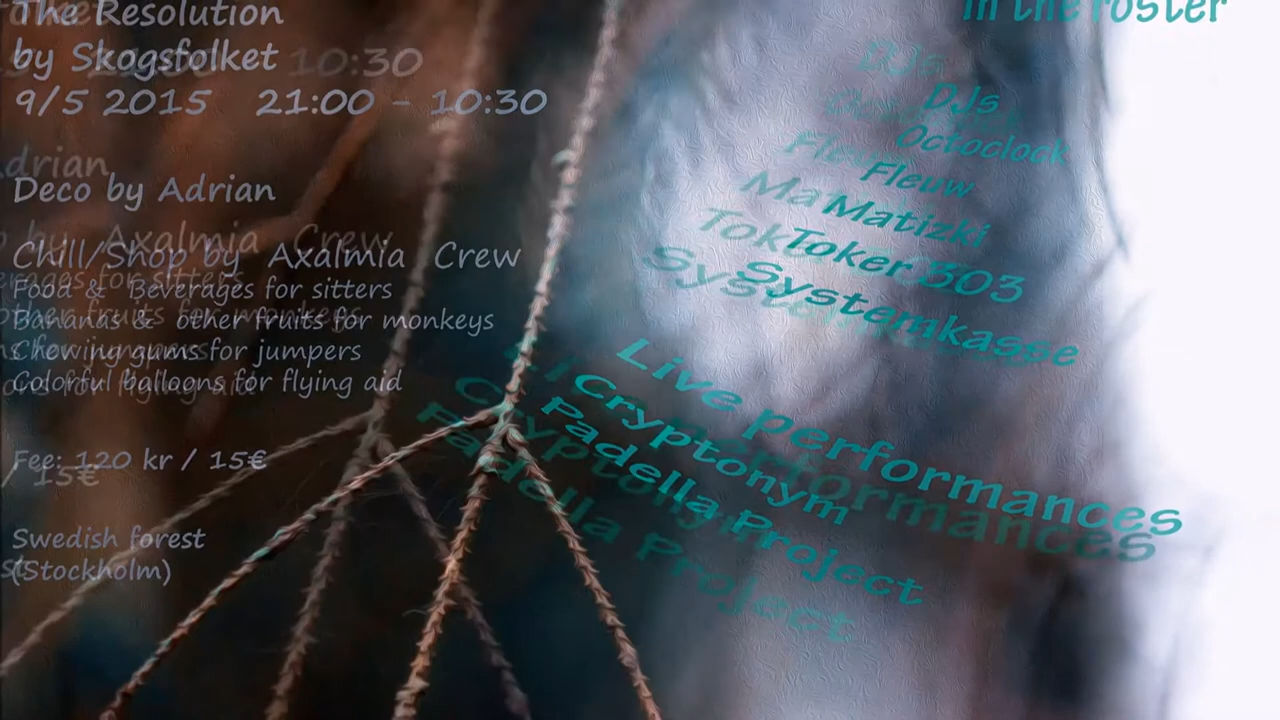 The Resolution
by Skogsfolket
9/5 2015 21:00 - 10:30
Deco by Adrian
Chill/Shop by Axalmia Crew
Food & Beverages for sitters
Bananas & other fruits for monkeys
Chewing gums for jumpers
Colorful balloons for flying aid
Fee: 120 kr / 15€
Swedish forest
(Stockholm)
In the roster
DJs
Octoclock
Fleuw
Matizki
Toker 303
Systemkasse
Live performances
Cryptonym
Padella Project